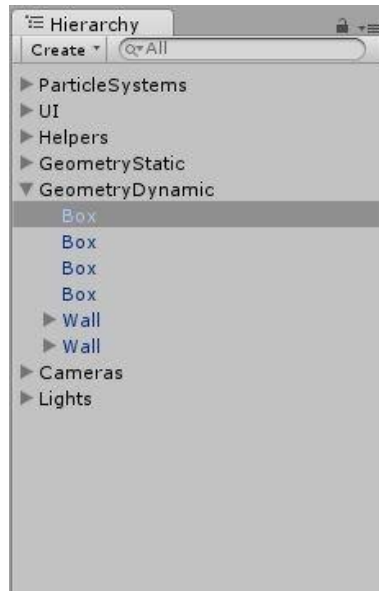 Hierarchy
Create All
ParticleSystems
UI
Helpers
GeometryStatic
GeometryDynamic
Box
Box
Box
Box
Wall
Wall
Cameras
Lights